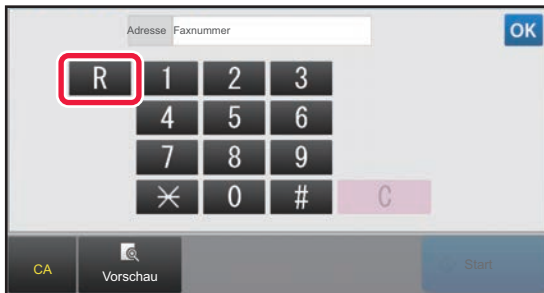 Adresse Faxnummer OK
R 1 2 3
4 5 6
7 8 9
* 0 # C
CA Vorschau Start